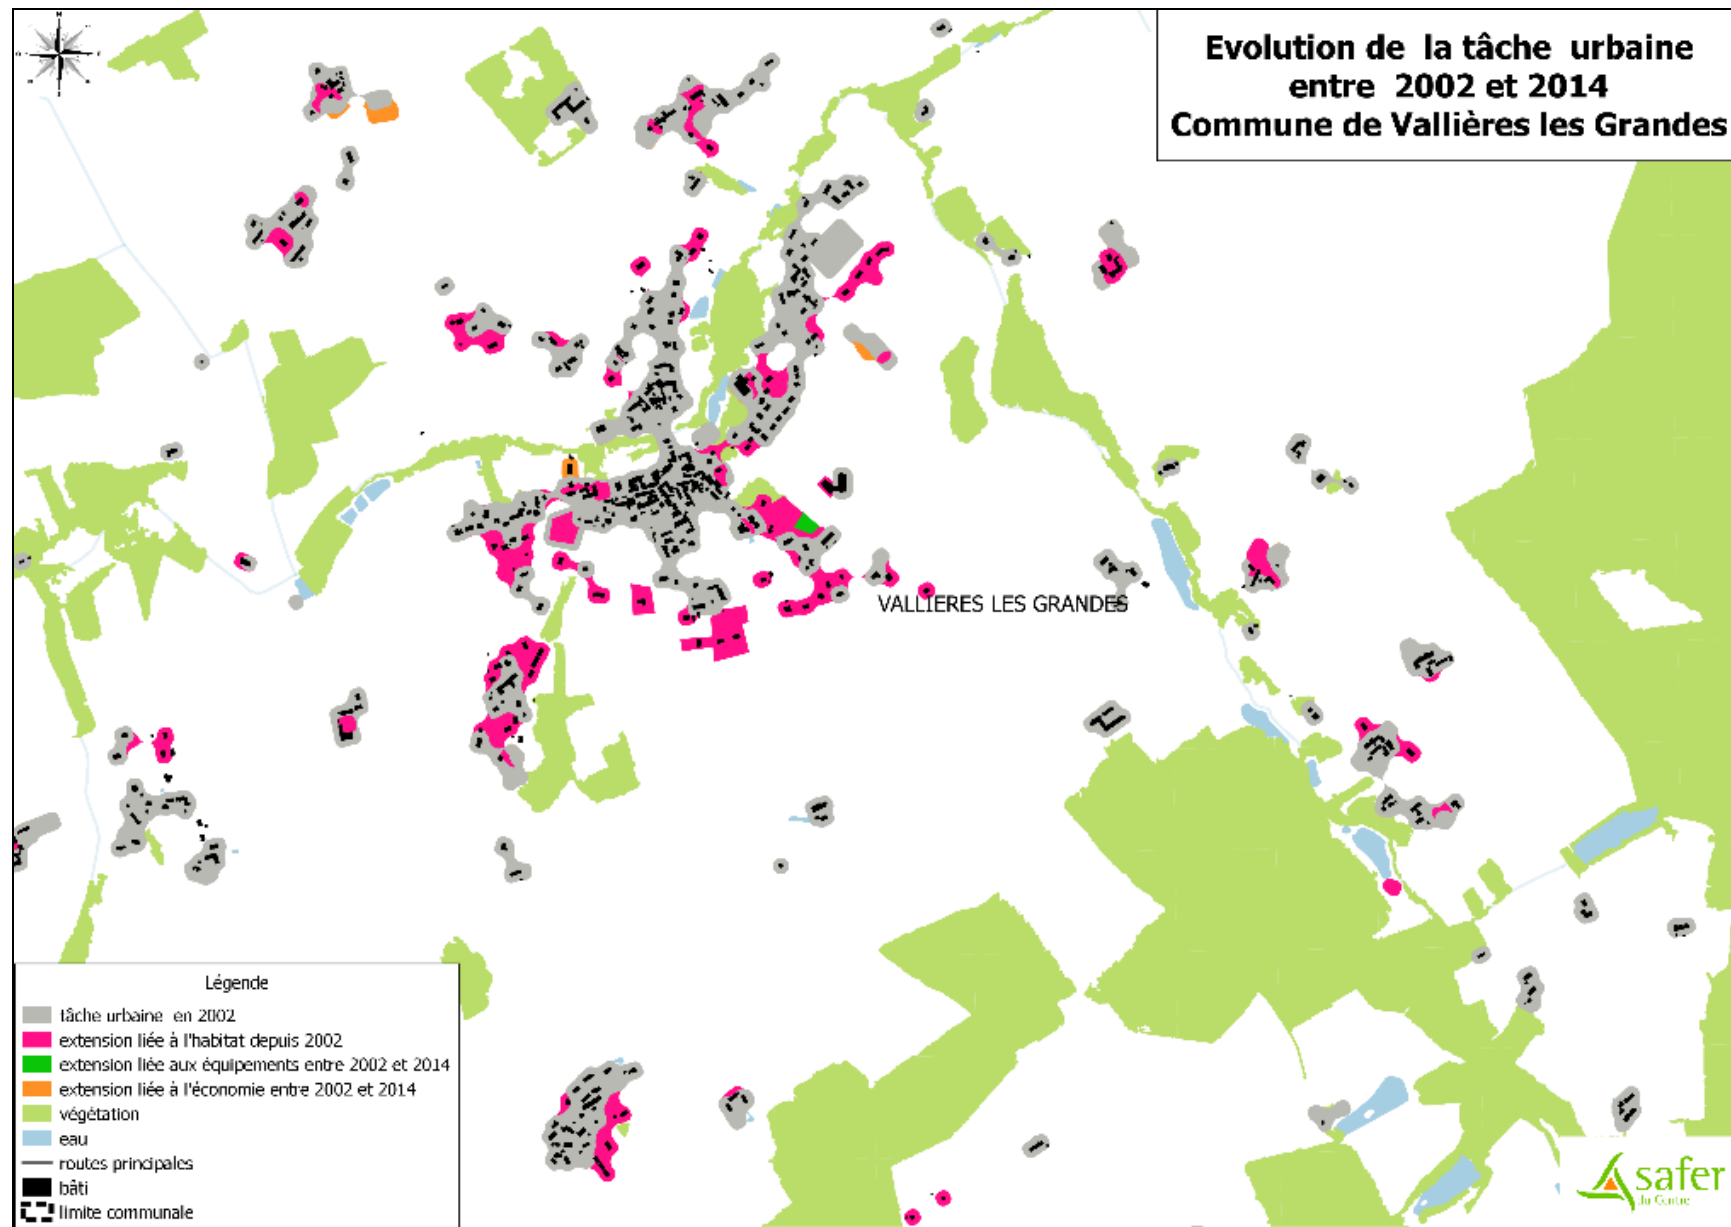 Evolution de la tâche urbaine
entre 2002 et 2014
Commune de Vallières les Grandes
VALLIERES LES GRANDES
Légende
tâche urbaine en 2002
extension liée à l'habitat depuis 2002
extension liée aux équipements entre 2002 et 2014
extension liée à l'économie entre 2002 et 2014
végétation
eau
routes principales
bâti
limite communale
safer
du Centre